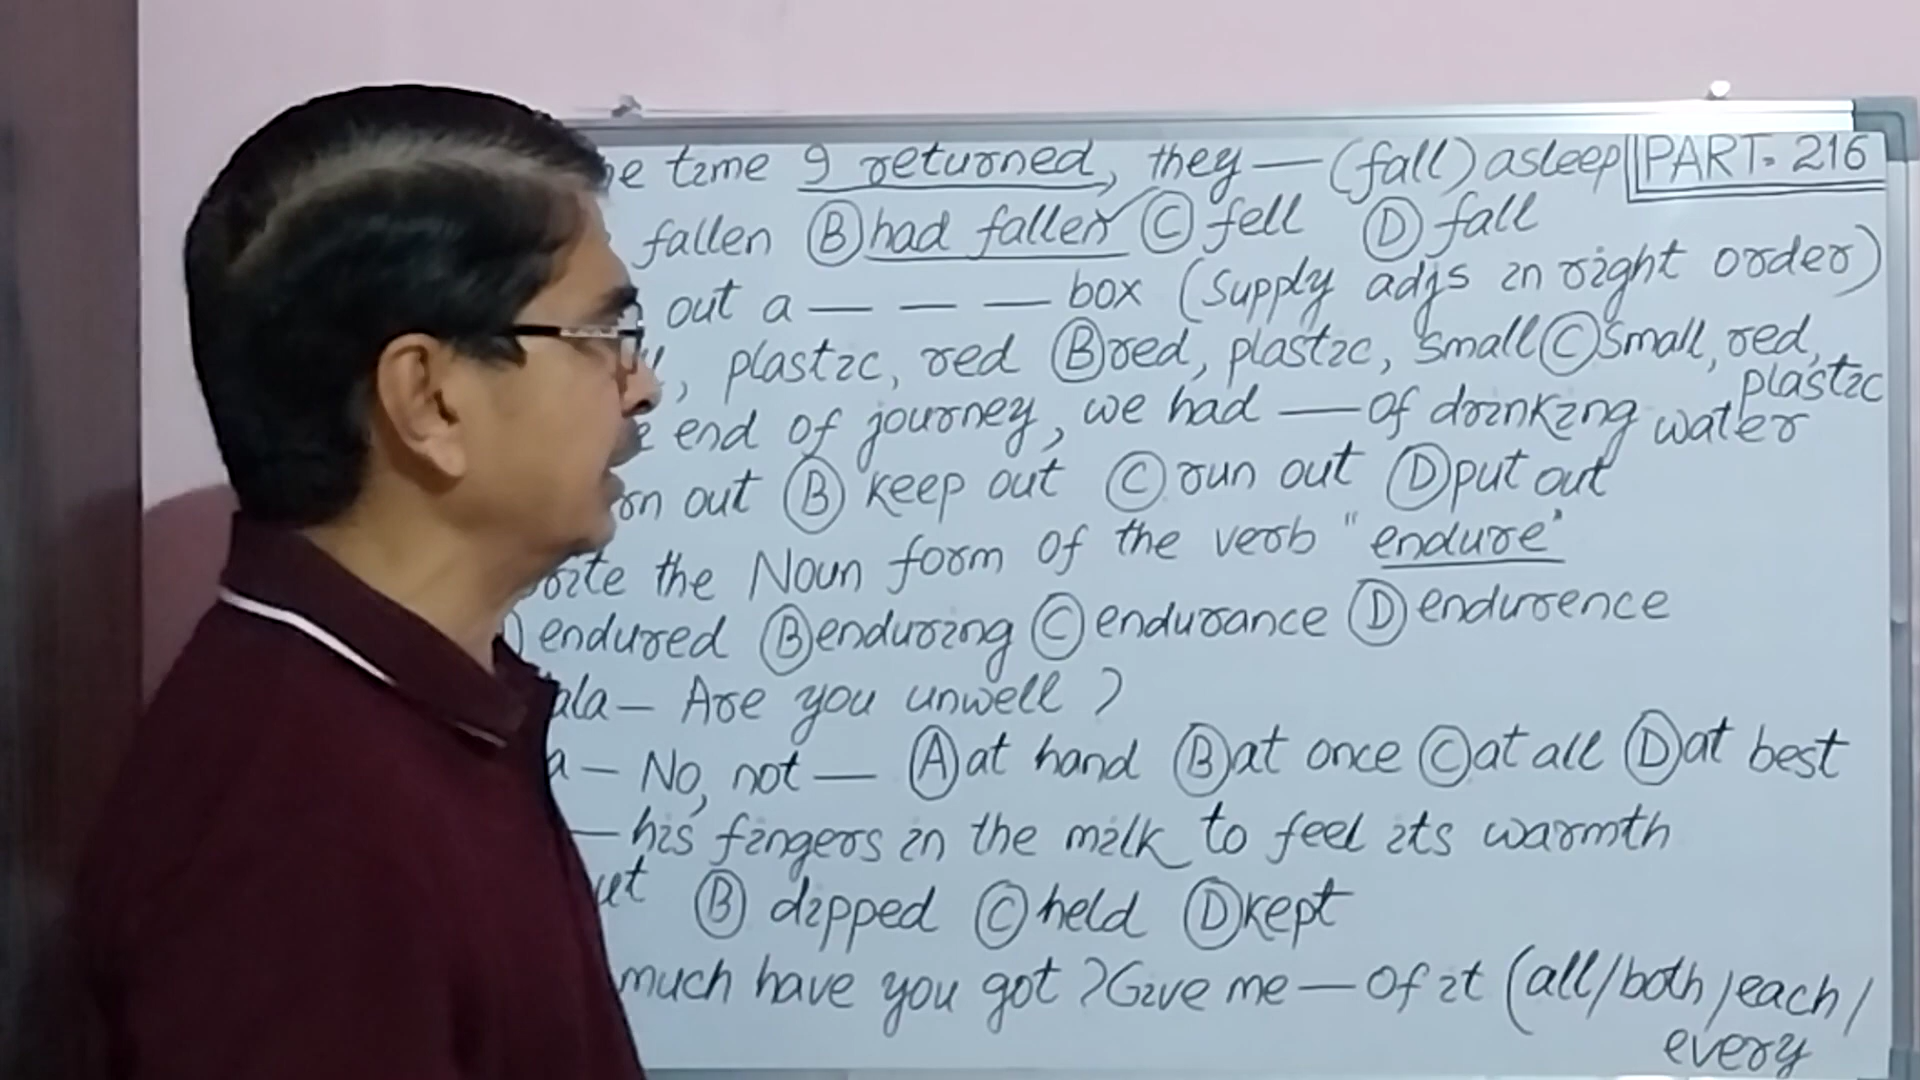 time I returned, they — (fall) asleep PART- 216
fallen (B) had fallen (C) fell (D) fall
out a — — — box (Supply adjs in right order)
, plastic, red (B) red, plastic, small (C) Small, red, plastic
end of journey, we had — of drinking water
out (B) keep out (C) run out (D) put out
the Noun form of the verb "endure"
endured (B) enduring (C) endurance (D) endurence
— Are you unwell ?
— No, not — (A) at hand (B) at once (C) at all (D) at best
— his fingers in the milk to feel its warmth
(B) dipped (C) held (D) kept
much have you got ? Give me — of it (all/both/each/
every